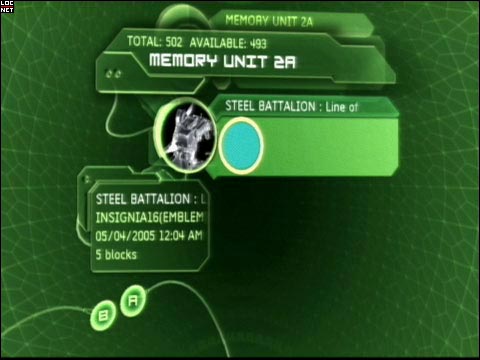 LOC
NET
MEMORY UNIT 2A
TOTAL: 502 AVAILABLE: 493
MEMORY UNIT 2A
STEEL BATTALION : Line of
STEEL BATTALION : L
INSIGNIA16(EMBLEM
05/04/2005 12:04 AM
5 blocks
B A